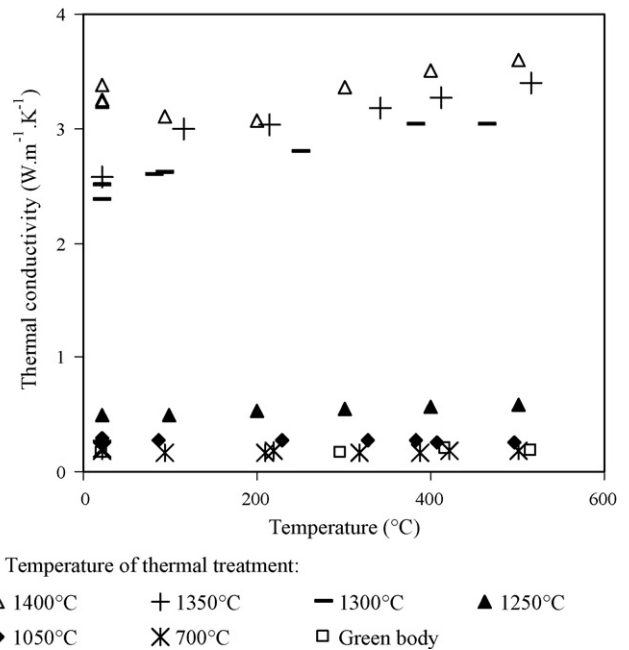 4
3
2
1
0
Thermal conductivity (W.m⁻¹.K⁻¹)
0 200 400 600
Temperature (°C)
Temperature of thermal treatment:
1400°C 1350°C 1300°C 1250°C
1050°C 700°C Green body